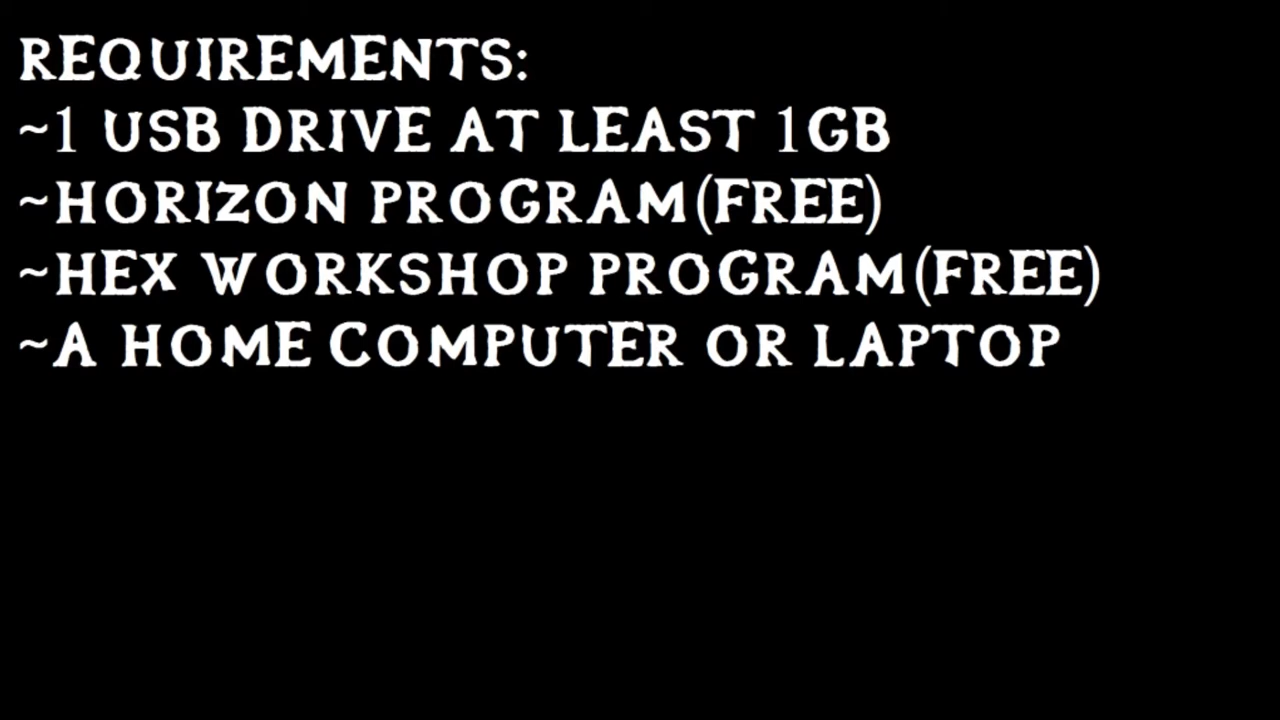 REQUIREMENTS:
~1 USB DRIVE AT LEAST 1GB
~HORIZON PROGRAM(FREE)
~HEX WORKSHOP PROGRAM(FREE)
~A HOME COMPUTER OR LAPTOP